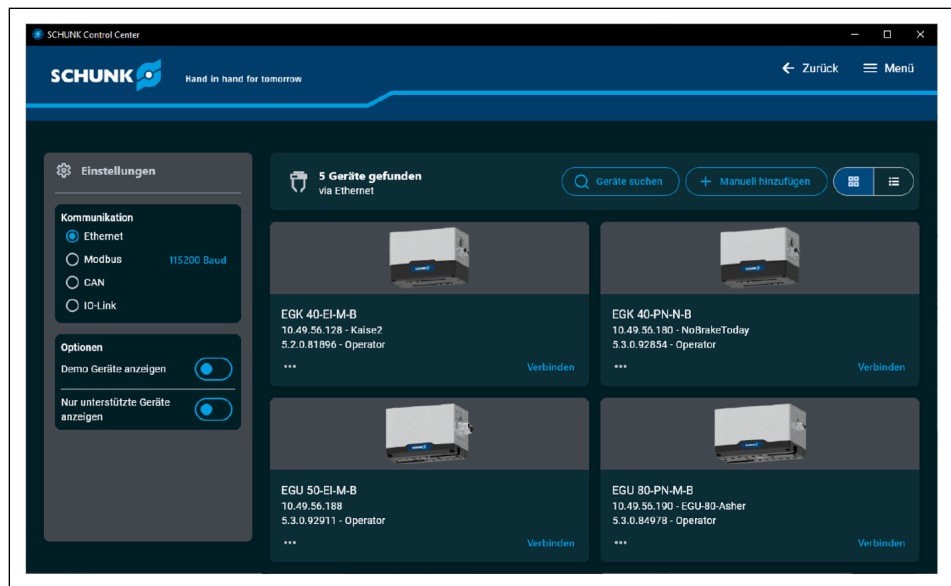 SCHUNK Control Center
SCHUNK
Hand in hand for tomorrow
Zurück
Menü
Einstellungen
Kommunikation
Ethernet
Modbus 115200 Baud
CAN
IO-Link
Optionen
Demo Geräte anzeigen
Nur unterstützte Geräte
anzeigen
5 Geräte gefunden
via Ethernet
Geräte suchen
Manuell hinzufügen
EGK 40-EI-M-B
10.49.56.128 - Kaise2
5.2.0.81896 - Operator
Verbinden
EGK 40-PN-N-B
10.49.56.180 - NoBrakeToday
5.3.0.92854 - Operator
Verbinden
EGU 50-EI-M-B
10.49.56.188
5.3.0.92911 - Operator
Verbinden
EGU 80-PN-M-B
10.49.56.190 - EGU-80-Asher
5.3.0.84978 - Operator
Verbinden